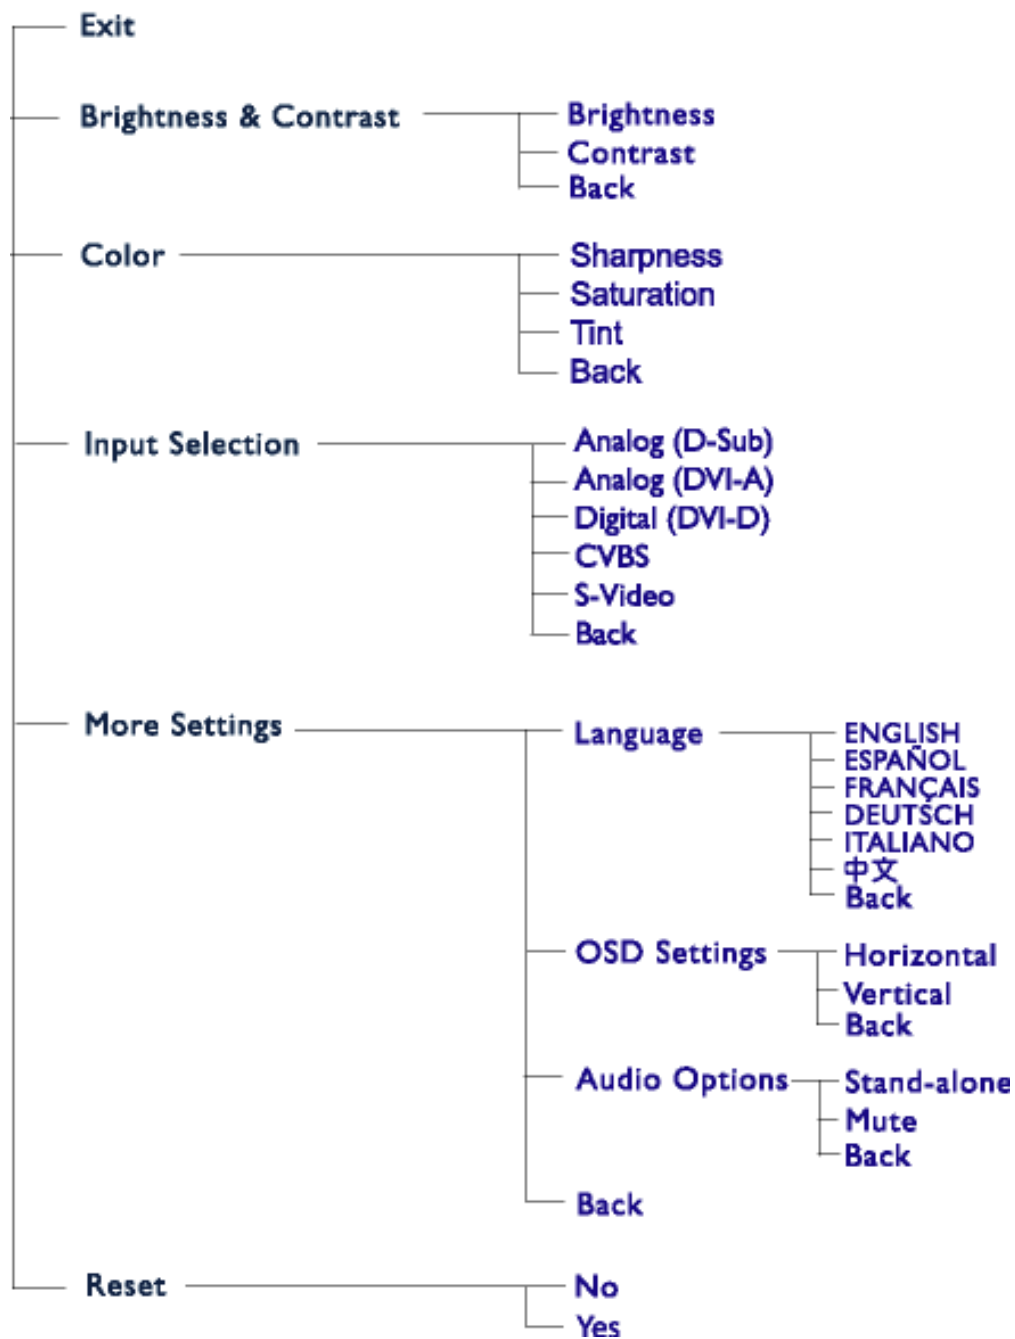 Exit
Brightness & Contrast
Brightness
Contrast
Back
Color
Sharpness
Saturation
Tint
Back
Input Selection
Analog (D-Sub)
Analog (DVI-A)
Digital (DVI-D)
CVBS
S-Video
Back
More Settings
Language
ENGLISH
ESPAÑOL
FRANÇAIS
DEUTSCH
ITALIANO
中文
Back
OSD Settings
Horizontal
Vertical
Back
Audio Options
Stand-alone
Mute
Back
Back
Reset
No
Yes